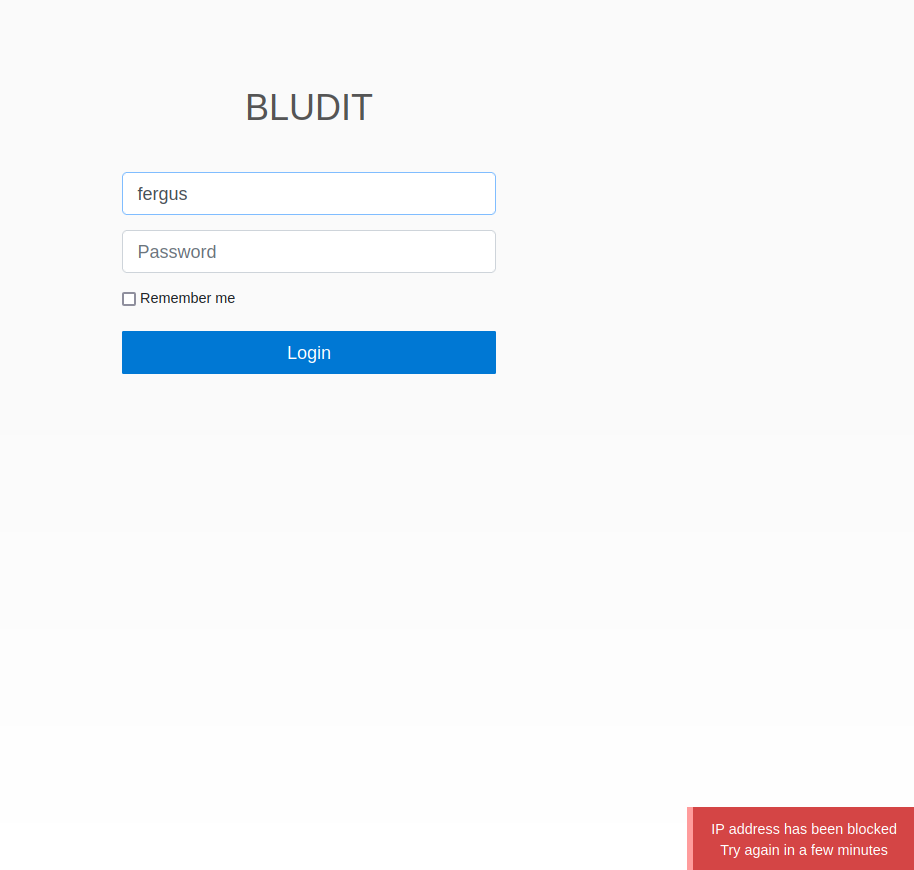 BLUDIT
fergus
Password
Remember me
Login
IP address has been blocked
Try again in a few minutes